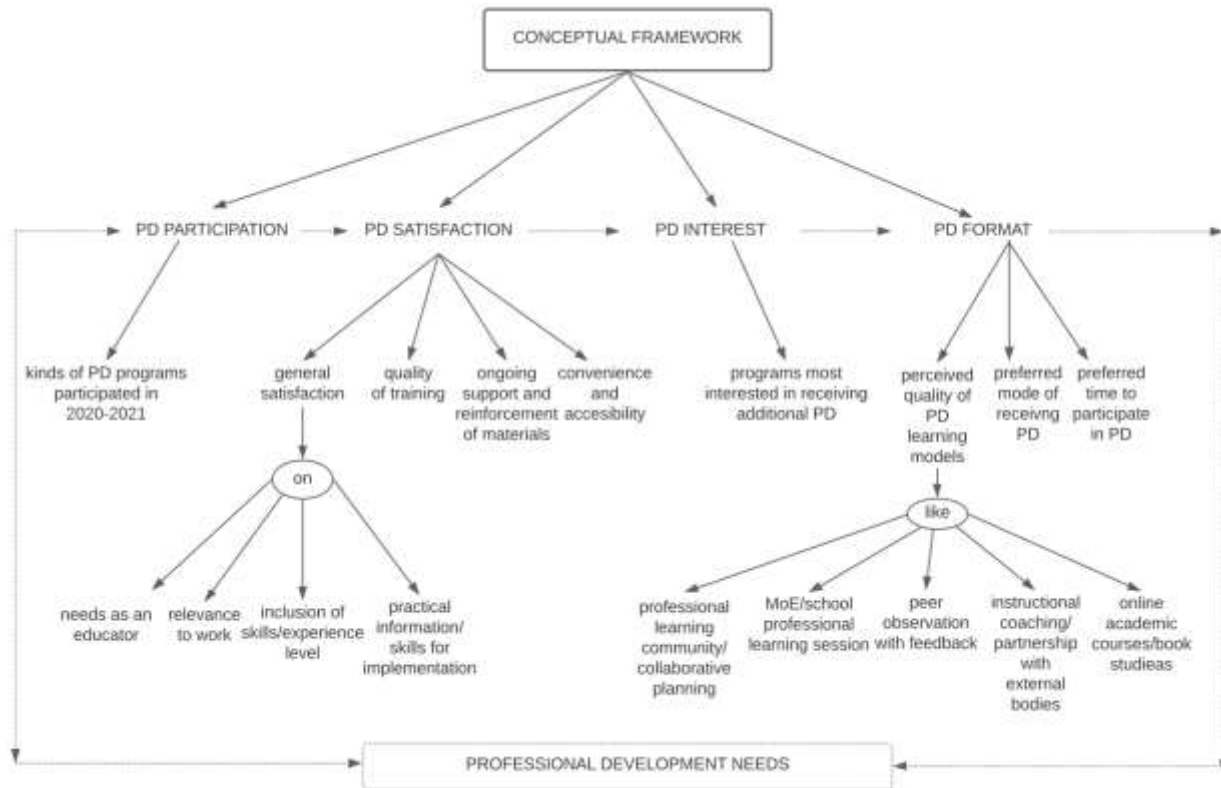 CONCEPTUAL FRAMEWORK
PD PARTICIPATION
PD SATISFACTION
PD INTEREST
PD FORMAT
kinds of PD programs
participated in
2020-2021
general
satisfaction
quality
of training
ongoing
support and
reinforcement
of materials
convenience
and
accesibility
programs most
interested in receiving
additional PD
perceived
quality of
PD
learning
models
preferred
mode of
receivng
PD
preferred
time to
participate
in PD
on
like
needs as an
educator
relevance
to work
inclusion of
skills/experience
level
practical
information/
skills for
implementation
professional
learning
community/
collaborative
planning
MoE/school
professional
learning session
peer
observation
with feedback
instructional
coaching/
partnership
with
external
bodies
online
academic
courses/book
studieas
PROFESSIONAL DEVELOPMENT NEEDS